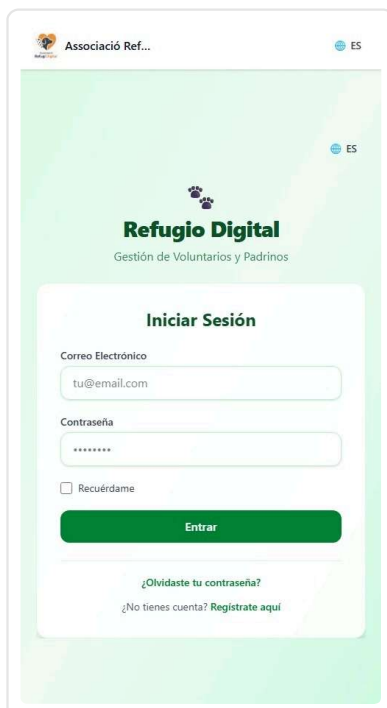 Associació Ref...
ES
ES
Refugio Digital
Gestión de Voluntarios y Padrinos
Iniciar Sesión
Correo Electrónico
tu@email.com
Contraseña
••••••••
Recuérdame
Entrar
¿Olvidaste tu contraseña?
¿No tienes cuenta? Regístrate aquí